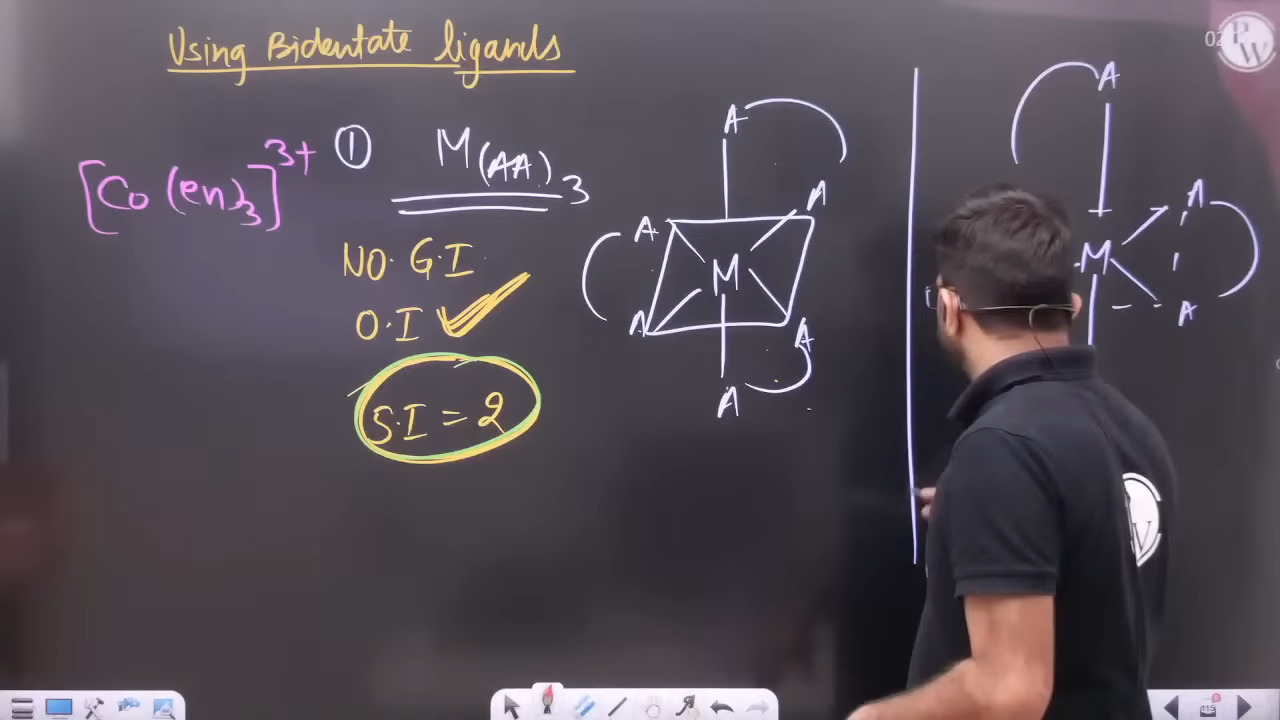 Using Bidentate ligands
[Co(en)3]3+
① M(AA)3
NO. G.I.
O.I ✓
S.I = 2
A
A A
M
A A
A
A
A
M
A
W